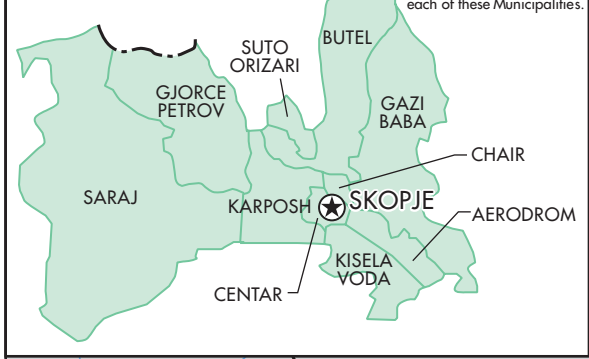 each of these Municipalities.
BUTEL
SUTO
ORIZARI
GJORCE
PETROV
GAZI
BABA
CHAIR
SARAJ
KARPOSH
SKOPJE
AERODROM
KISELA
VODA
CENTAR